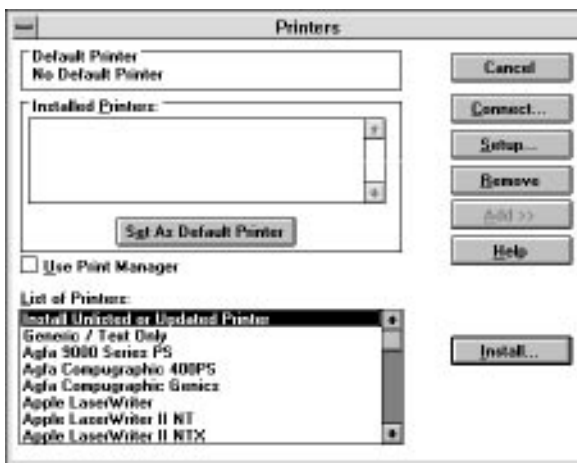 Printers
Default Printer
No Default Printer
Installed Printers:
Set As Default Printer
Use Print Manager
List of Printers:
Install Unlisted or Updated Printer
Generic / Text Only
Agfa 9000 Series PS
Agfa Compugraphic 400PS
Agfa Compugraphic Genics
Apple LaserWriter
Apple LaserWriter II NT
Apple LaserWriter II NTX
Cancel
Connect...
Setup...
Remove
Add >>
Help
Install...